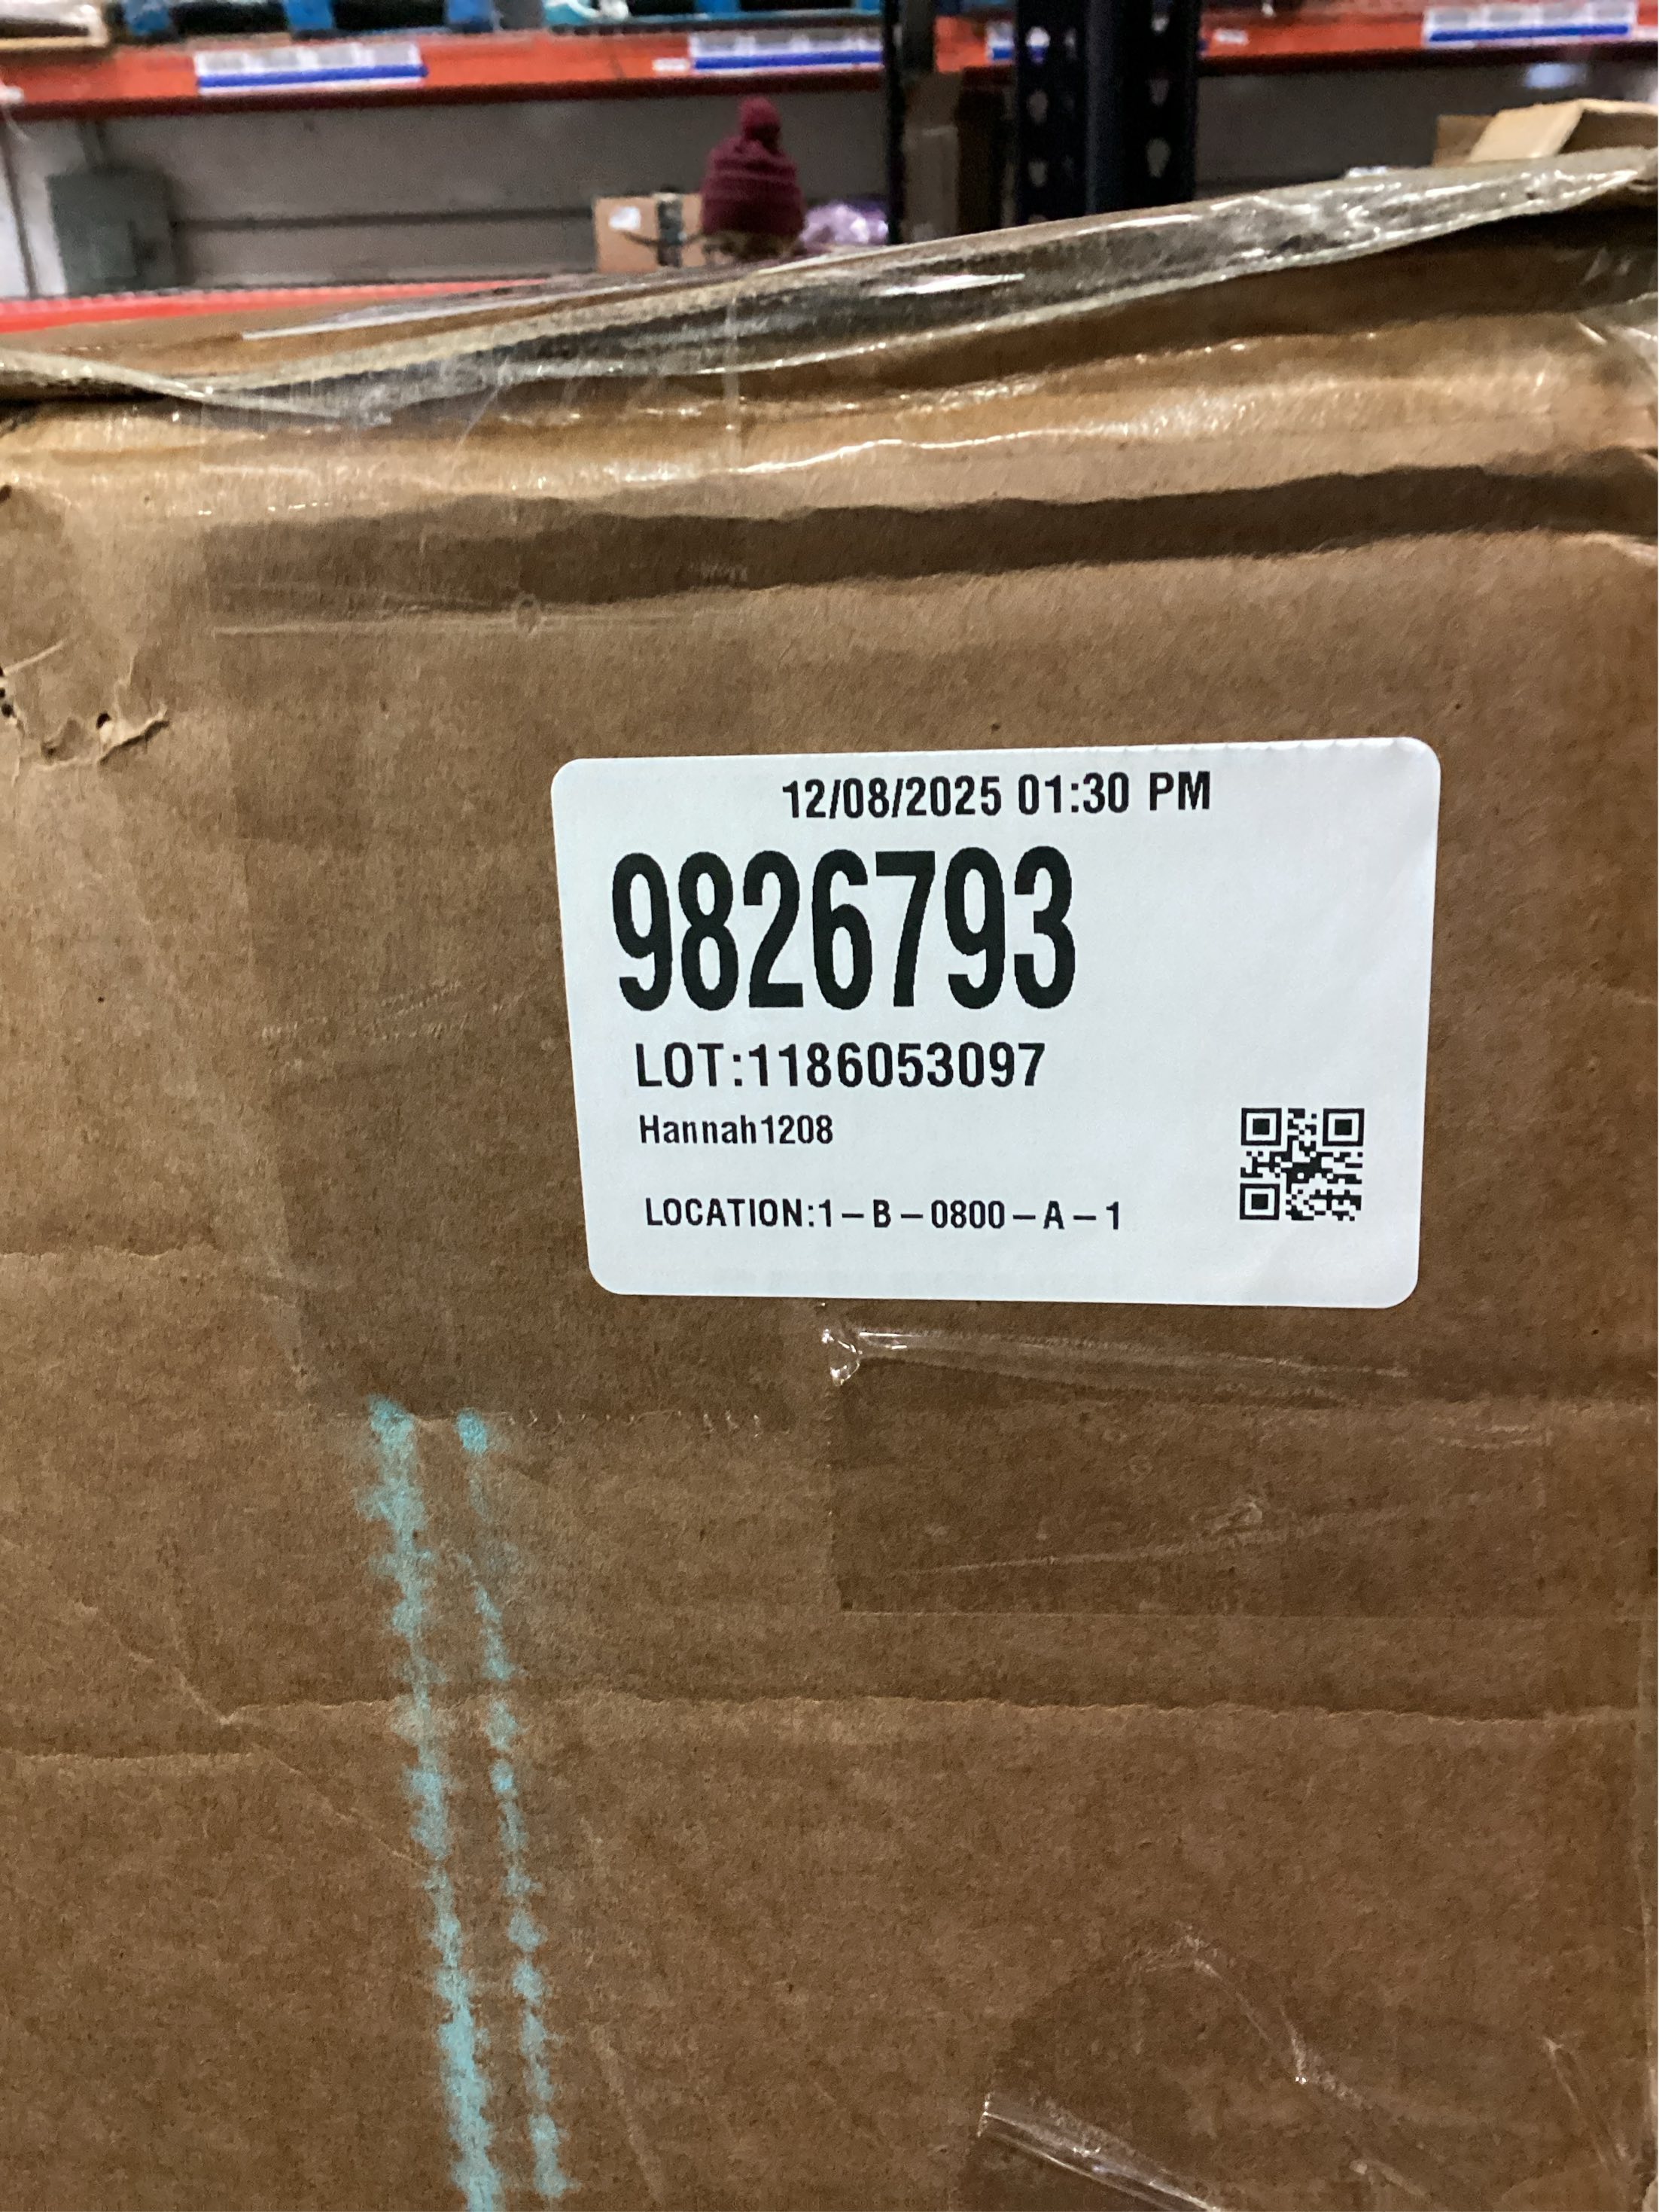 12/08/2025 01:30 PM
9826793
LOT:1186053097
Hannah1208
LOCATION:1-B-0800-A-1